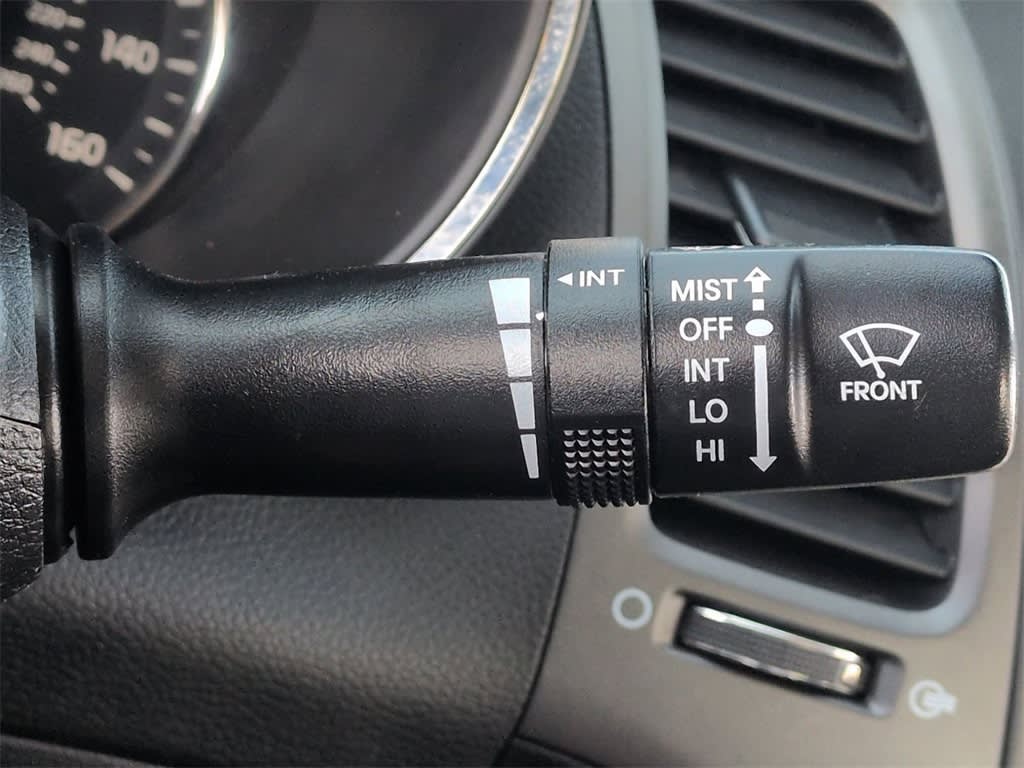 220
140
240
260
160
INT
MIST
OFF
INT
LO
HI
FRONT